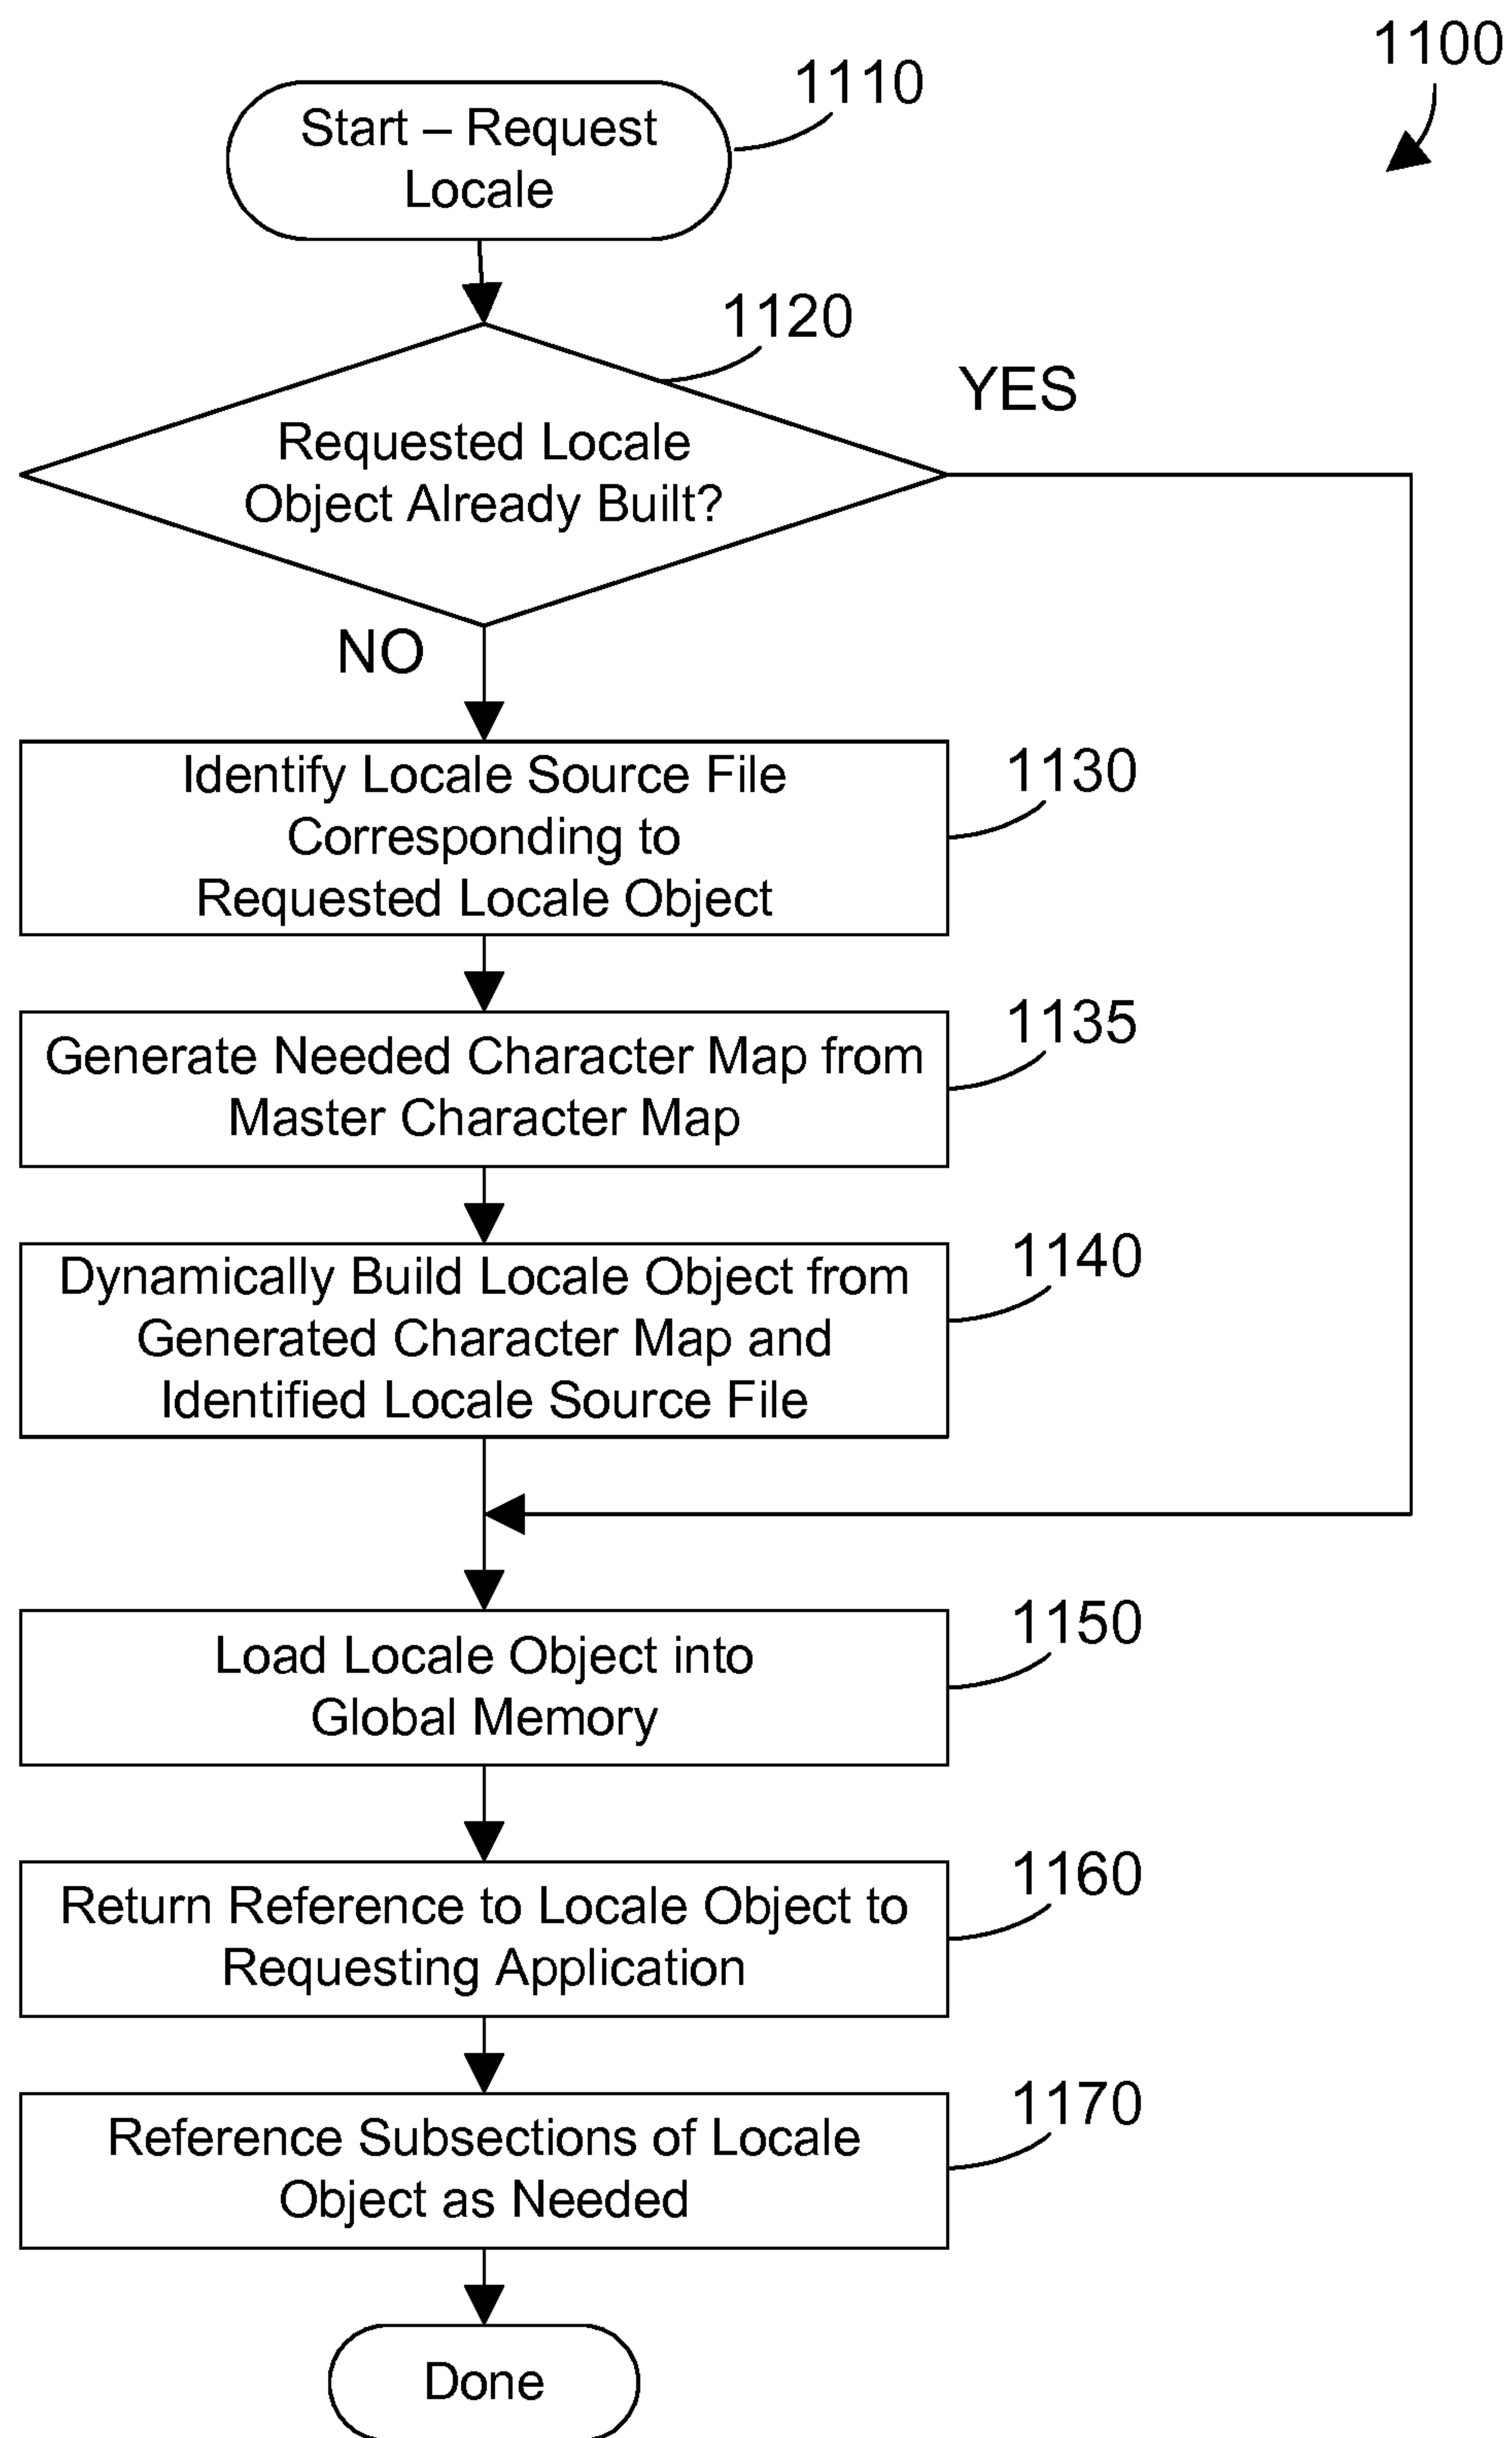 1100
1110
Start – Request
Locale
1120
YES
Requested Locale
Object Already Built?
NO
1130
Identify Locale Source File
Corresponding to
Requested Locale Object
1135
Generate Needed Character Map from
Master Character Map
1140
Dynamically Build Locale Object from
Generated Character Map and
Identified Locale Source File
1150
Load Locale Object into
Global Memory
1160
Return Reference to Locale Object to
Requesting Application
1170
Reference Subsections of Locale
Object as Needed
Done